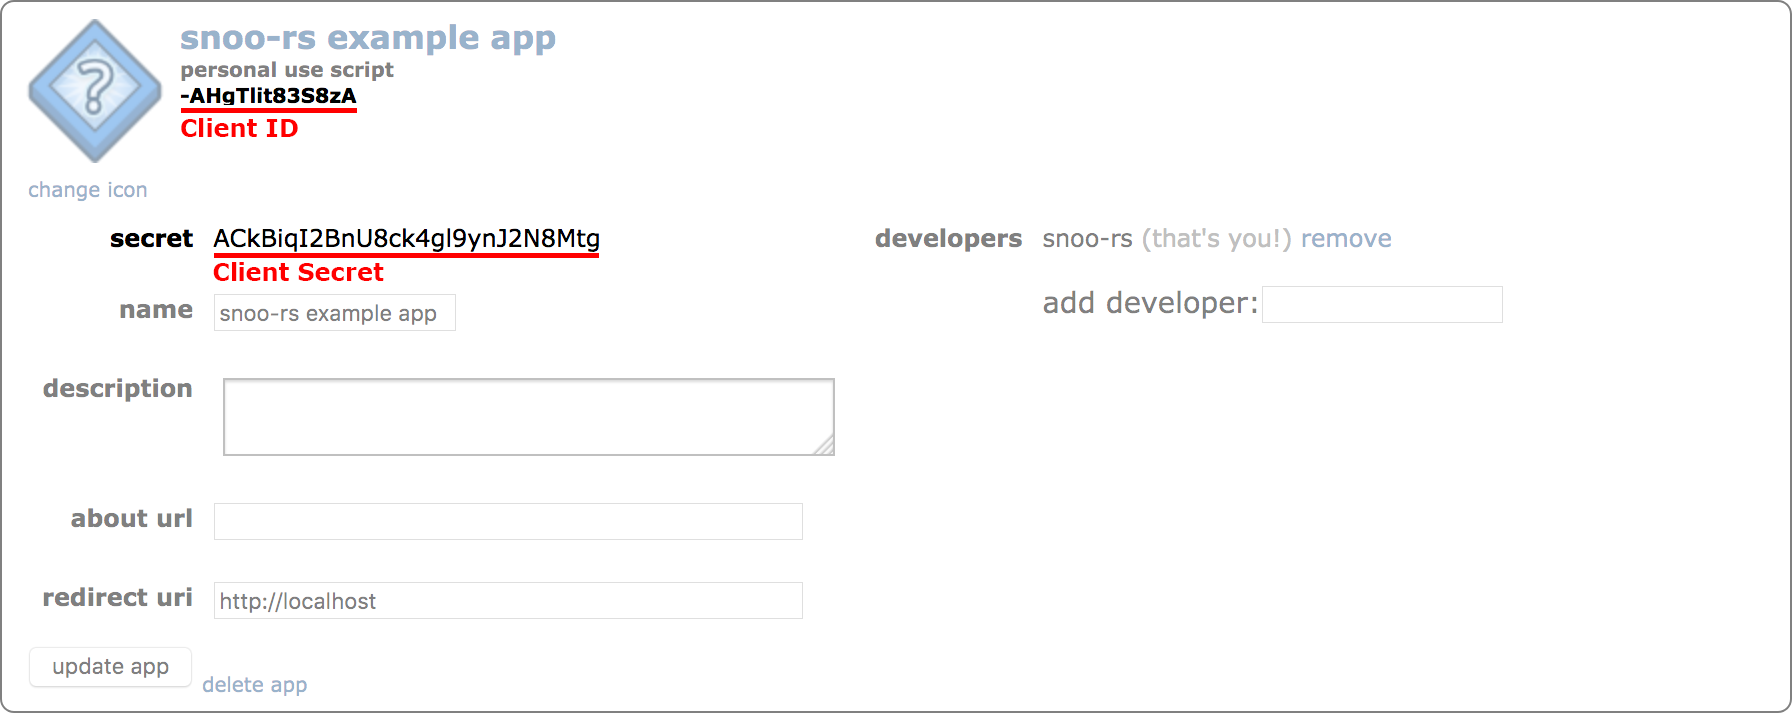 snoo-rs example app
personal use script
-AHgTlit83S8zA
Client ID
change icon
secret ACkBiqI2BnU8ck4gl9ynJ2N8Mtg
Client Secret
developers snoo-rs (that's you!) remove
name snoo-rs example app
add developer:
description
about url
redirect uri http://localhost
update app delete app